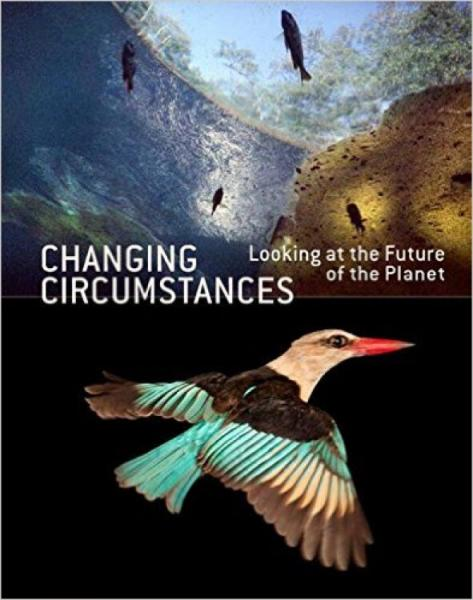 CHANGING
CIRCUMSTANCES
Looking at the Future
of the Planet